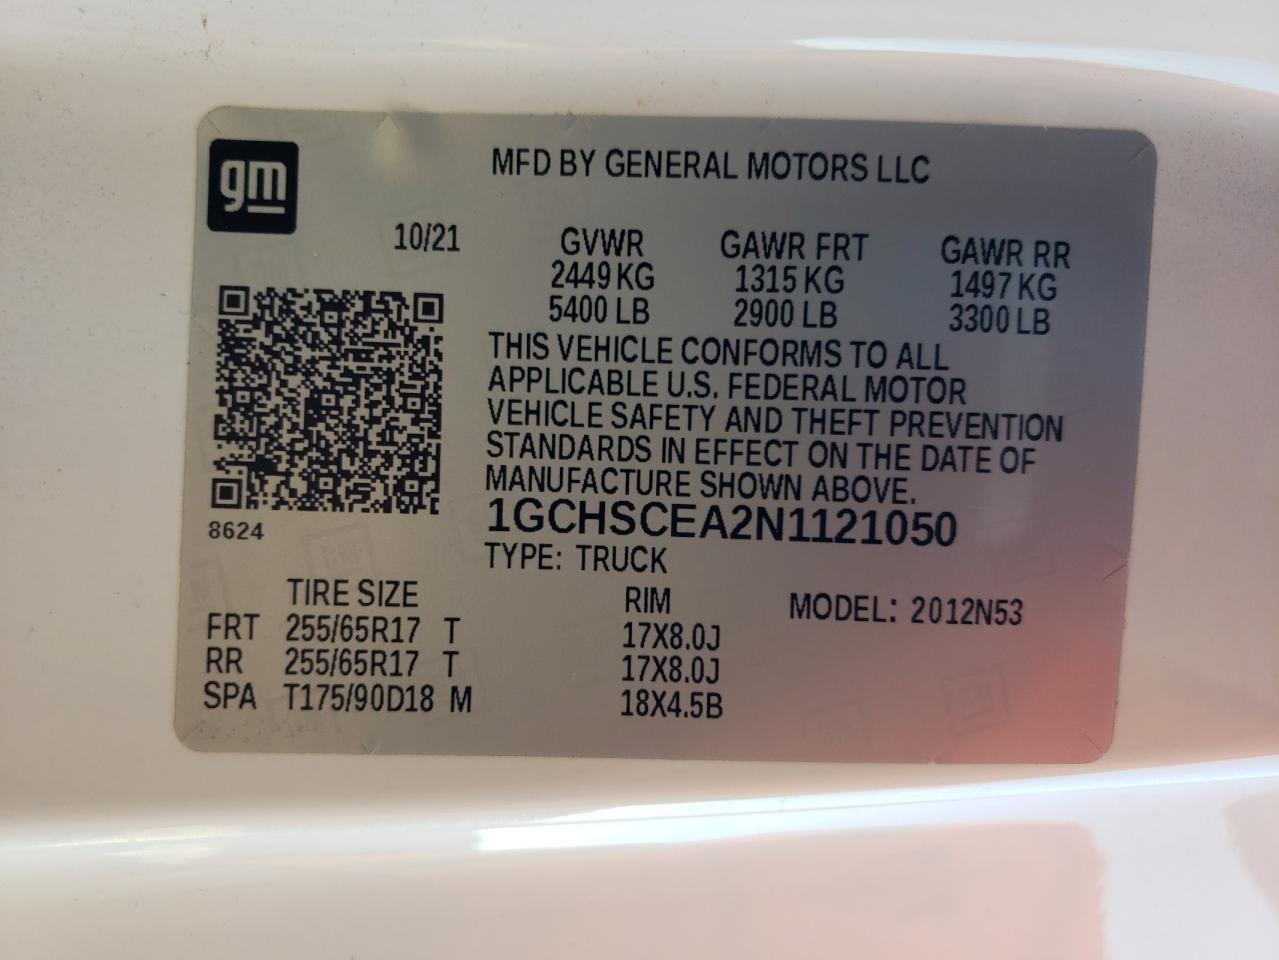 gm
MFD BY GENERAL MOTORS LLC
10/21 GVWR GAWR FRT GAWR RR
2449 KG 1315 KG 1497 KG
5400 LB 2900 LB 3300 LB
THIS VEHICLE CONFORMS TO ALL
APPLICABLE U.S. FEDERAL MOTOR
VEHICLE SAFETY AND THEFT PREVENTION
STANDARDS IN EFFECT ON THE DATE OF
MANUFACTURE SHOWN ABOVE.
8624 1GCHSCEA2N1121050
TYPE: TRUCK
TIRE SIZE RIM MODEL: 2012N53
FRT 255/65R17 T 17X8.0J
RR 255/65R17 T 17X8.0J
SPA T175/90D18 M 18X4.5B